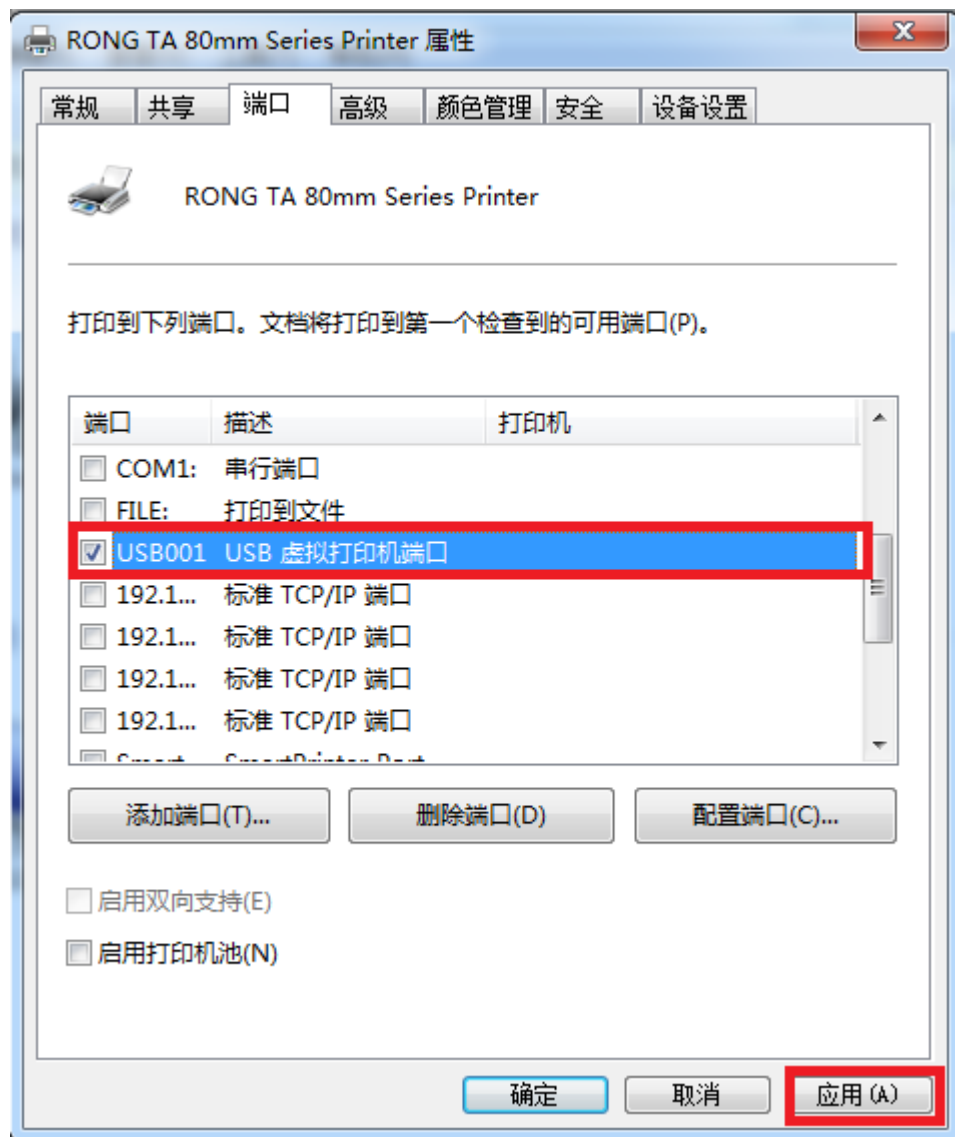 RONG TA 80mm Series Printer 属性
常规 共享 端口 高级 颜色管理 安全 设备设置
RONG TA 80mm Series Printer
打印到下列端口。文档将打印到第一个检查到的可用端口(P)。
端口 描述 打印机
COM1: 串行端口
FILE: 打印到文件
USB001 USB 虚拟打印机端口
192.1... 标准 TCP/IP 端口
192.1... 标准 TCP/IP 端口
192.1... 标准 TCP/IP 端口
192.1... 标准 TCP/IP 端口
Smart SmartPrinter Port
添加端口(T)... 删除端口(D) 配置端口(C)...
启用双向支持(E)
启用打印机池(N)
确定 取消 应用(A)